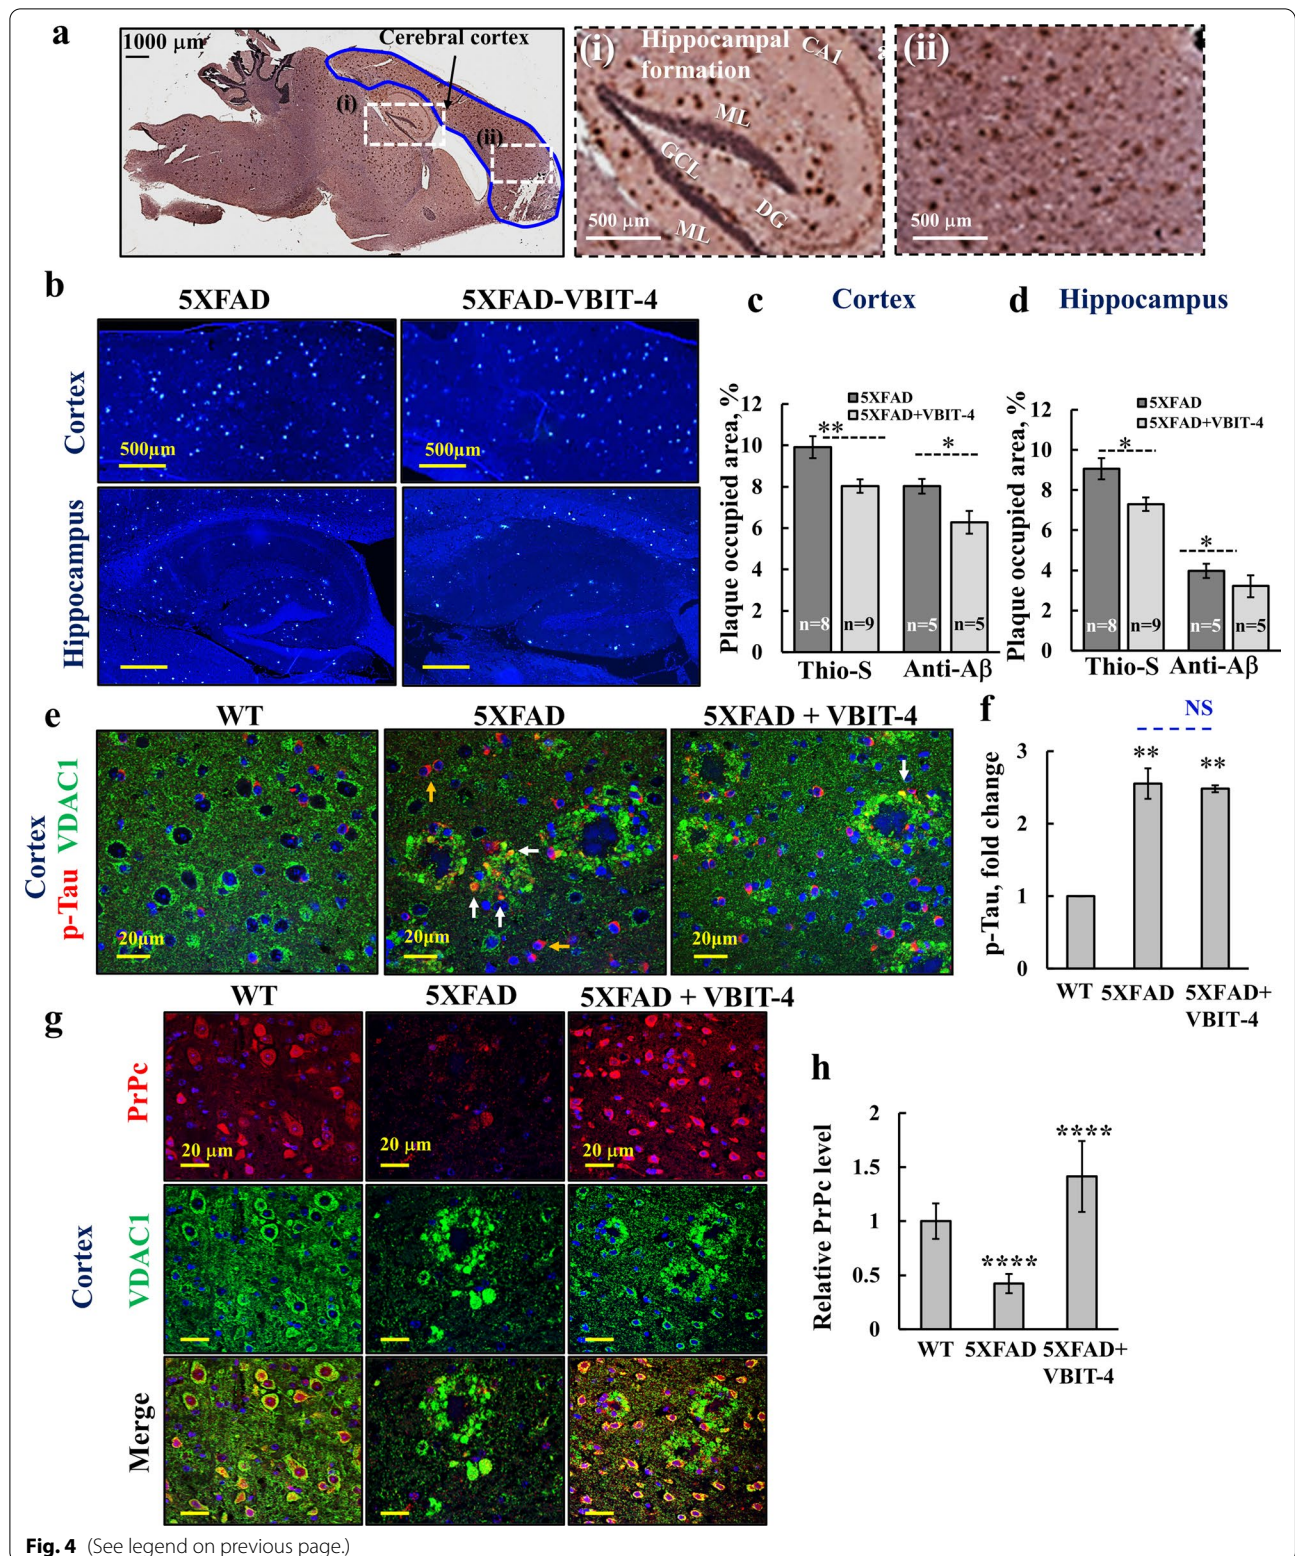 a
1000 µm
Cerebral cortex
(i)
(ii)
(i)
Hippocampal
formation
CA1
ML
GCL
DG
ML
500 µm
(ii)
500 µm
b
5XFAD
5XFAD-VBIT-4
Cortex
500µm
500µm
Hippocampus
c
Cortex
5XFAD
5XFAD+VBIT-4
Plaque occupied area, %
12
10
8
6
4
2
0
**
*
n=8
n=9
n=5
n=5
Thio-S
Anti-Aβ
d
Hippocampus
5XFAD
5XFAD+VBIT-4
Plaque occupied area, %
12
10
8
6
4
2
0
*
*
n=8
n=9
n=5
n=5
Thio-S
Anti-Aβ
e
WT
5XFAD
5XFAD + VBIT-4
Cortex
p-Tau VDAC1
20µm
20µm
20µm
f
NS
p-Tau, fold change
3
2
1
0
**
**
WT
5XFAD
5XFAD+
VBIT-4
g
WT
5XFAD
5XFAD + VBIT-4
Cortex
PrPc
20 µm
20 µm
20 µm
VDAC1
Merge
h
Relative PrPc level
2
1.5
1
0.5
0
****
****
WT
5XFAD
5XFAD+
VBIT-4
Fig. 4 (See legend on previous page.)